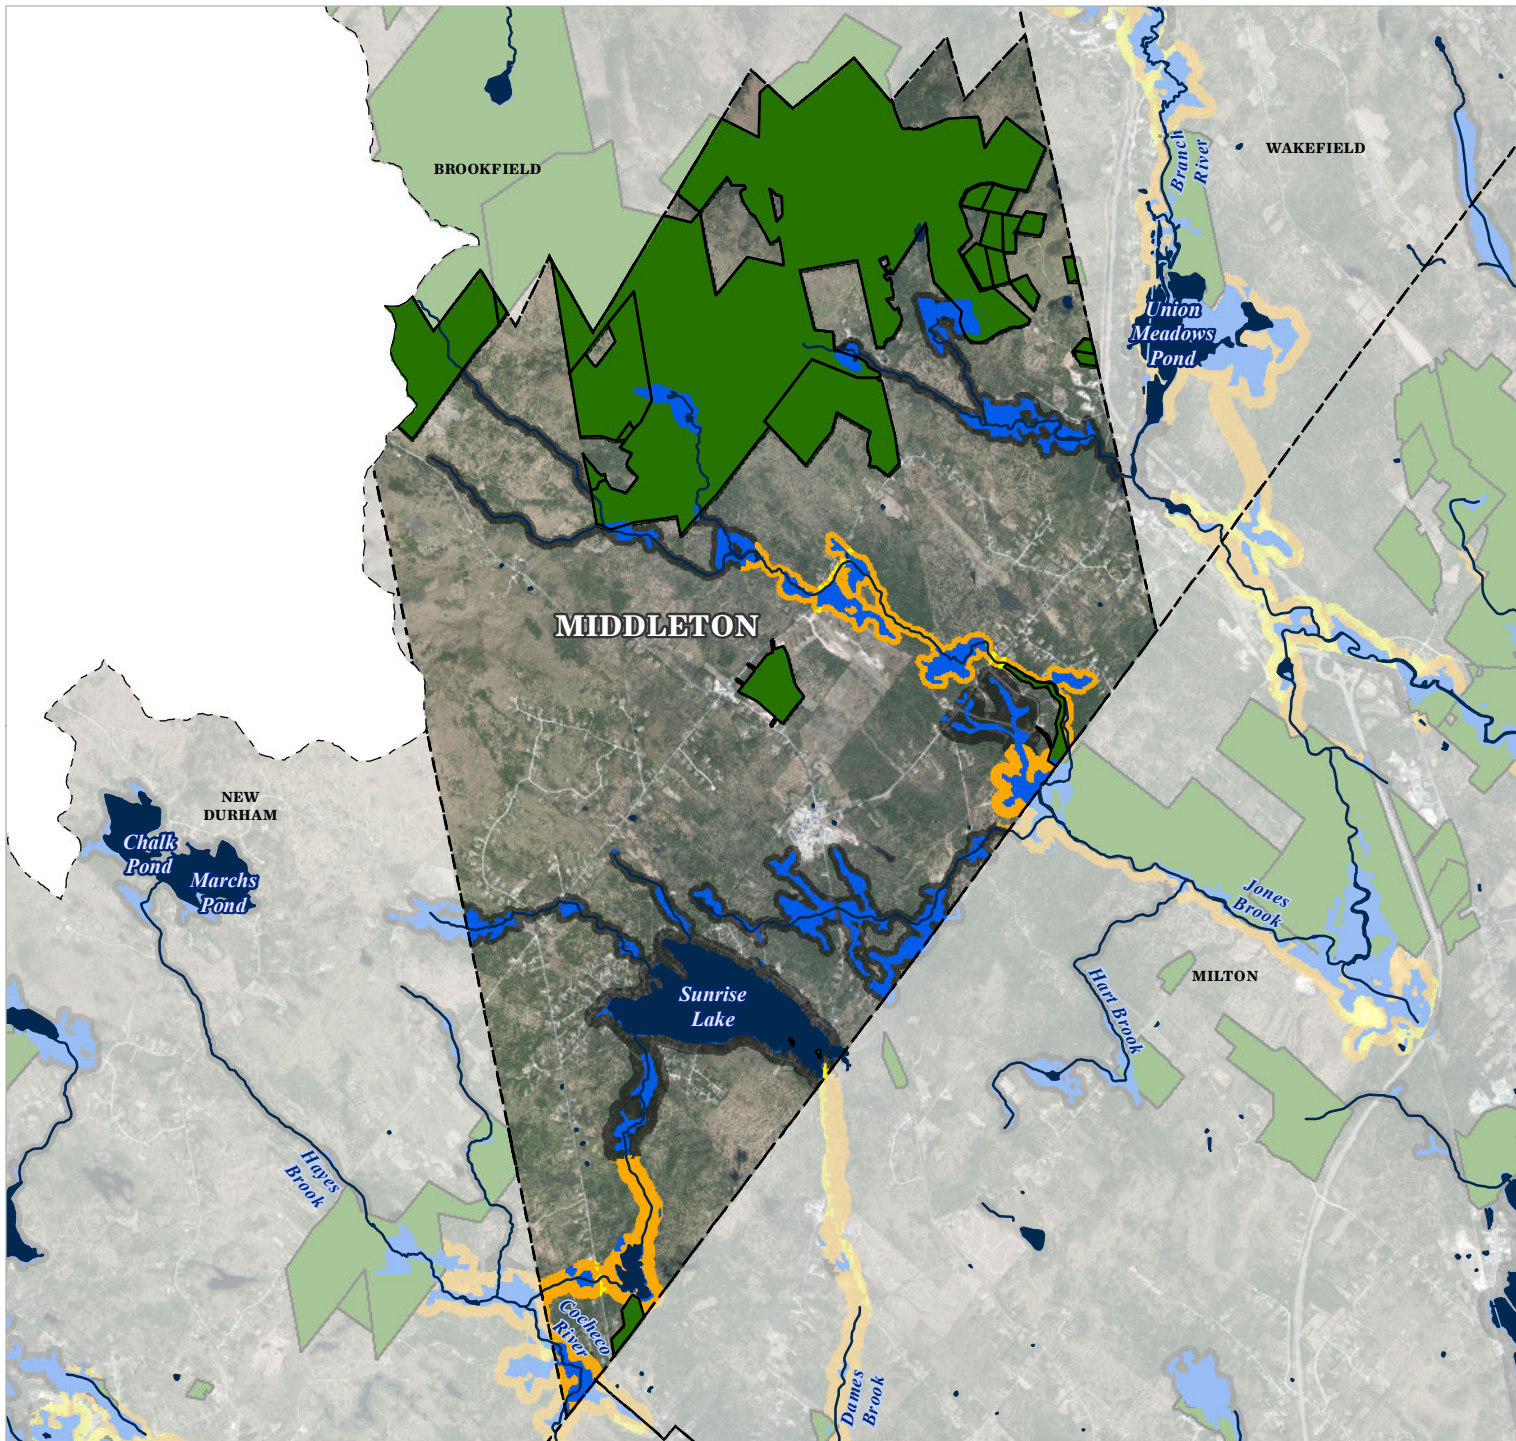 BROOKFIELD
WAKEFIELD
Branch
River
Union
Meadows
Pond
MIDDLETON
NEW
DURHAM
Chalk
Pond
Marchs
Pond
Jones
Brook
MILTON
Hart Brook
Sunrise
Lake
Hayes
Brook
Cocheco
River
Dames
Brook